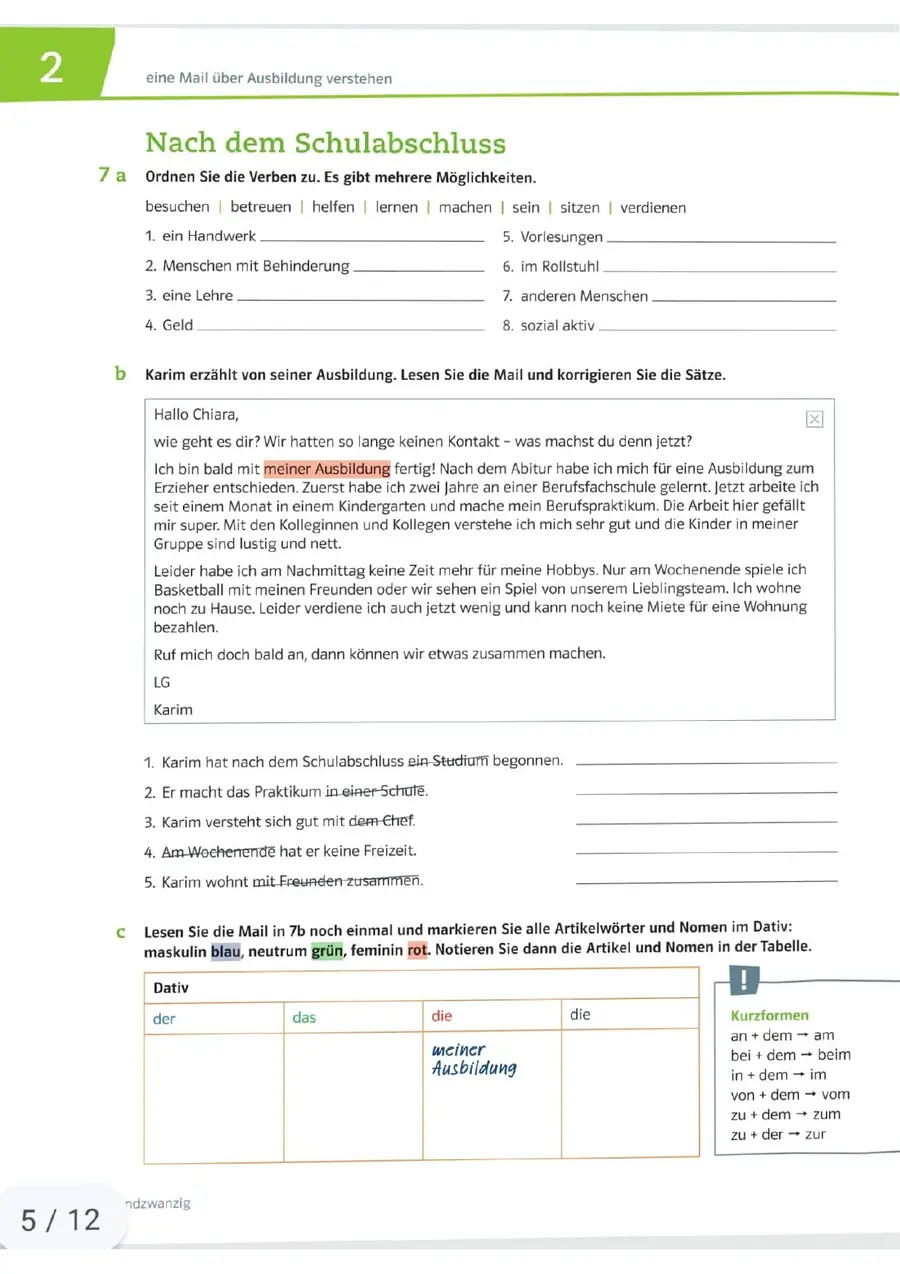 2
eine Mail über Ausbildung verstehen
Nach dem Schulabschluss
7 a Ordnen Sie die Verben zu. Es gibt mehrere Möglichkeiten.
besuchen | betreuen | helfen | lernen | machen | sein | sitzen | verdienen
1. ein Handwerk
5. Vorlesungen
2. Menschen mit Behinderung
6. im Rollstuhl
3. eine Lehre
7. anderen Menschen
4. Geld
8. sozial aktiv
b Karim erzählt von seiner Ausbildung. Lesen Sie die Mail und korrigieren Sie die Sätze.
Hallo Chiara,
wie geht es dir? Wir hatten so lange keinen Kontakt – was machst du denn jetzt?
Ich bin bald mit meiner Ausbildung fertig! Nach dem Abitur habe ich mich für eine Ausbildung zum
Erzieher entschieden. Zuerst habe ich zwei Jahre an einer Berufsfachschule gelernt. Jetzt arbeite ich
seit einem Monat in einem Kindergarten und mache mein Berufspraktikum. Die Arbeit hier gefällt
mir super. Mit den Kolleginnen und Kollegen verstehe ich mich sehr gut und die Kinder in meiner
Gruppe sind lustig und nett.
Leider habe ich am Nachmittag keine Zeit mehr für meine Hobbys. Nur am Wochenende spiele ich
Basketball mit meinen Freunden oder wir sehen ein Spiel von unserem Lieblingsteam. Ich wohne
noch zu Hause. Leider verdiene ich auch jetzt wenig und kann noch keine Miete für eine Wohnung
bezahlen.
Ruf mich doch bald an, dann können wir etwas zusammen machen.
LG
Karim
1. Karim hat nach dem Schulabschluss ein Studium begonnen.
2. Er macht das Praktikum in einer Schule.
3. Karim versteht sich gut mit dem Chef.
4. Am Wochenende hat er keine Freizeit.
5. Karim wohnt mit Freunden zusammen.
c Lesen Sie die Mail in 7b noch einmal und markieren Sie alle Artikelwörter und Nomen im Dativ:
maskulin blau, neutrum grün, feminin rot. Notieren Sie dann die Artikel und Nomen in der Tabelle.
Dativ
der das die die
meiner
Ausbildung
!
Kurzformen
an + dem → am
bei + dem → beim
in + dem → im
von + dem → vom
zu + dem → zum
zu + der → zur
ndzwanzig
5 / 12